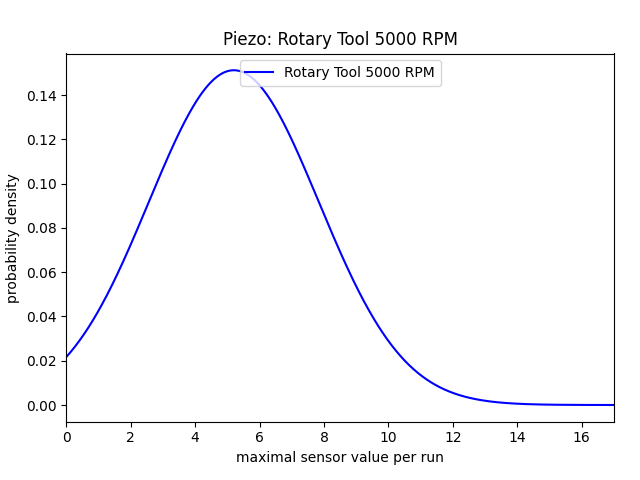 Piezo: Rotary Tool 5000 RPM
Rotary Tool 5000 RPM
probability density
0.14
0.12
0.10
0.08
0.06
0.04
0.02
0.00
0 2 4 6 8 10 12 14 16
maximal sensor value per run